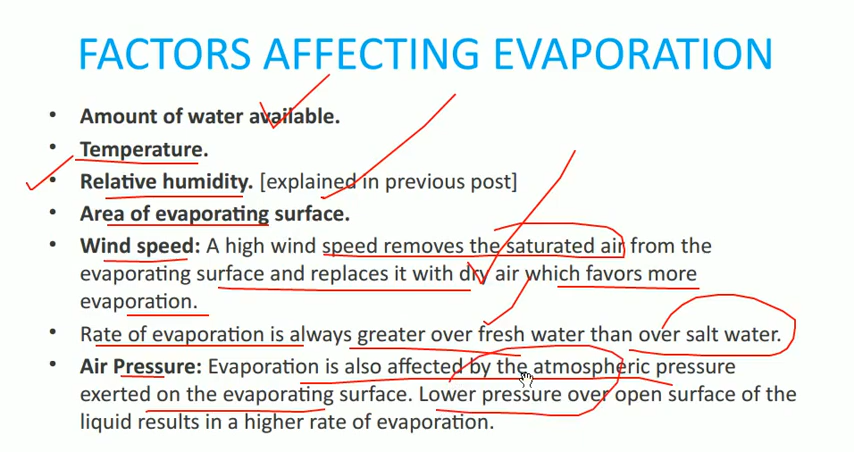 FACTORS AFFECTING EVAPORATION
• Amount of water available.
• Temperature.
• Relative humidity. [explained in previous post]
• Area of evaporating surface.
• Wind speed: A high wind speed removes the saturated air from the
evaporating surface and replaces it with dry air which favors more
evaporation.
• Rate of evaporation is always greater over fresh water than over salt water.
• Air Pressure: Evaporation is also affected by the atmospheric pressure
exerted on the evaporating surface. Lower pressure over open surface of the
liquid results in a higher rate of evaporation.